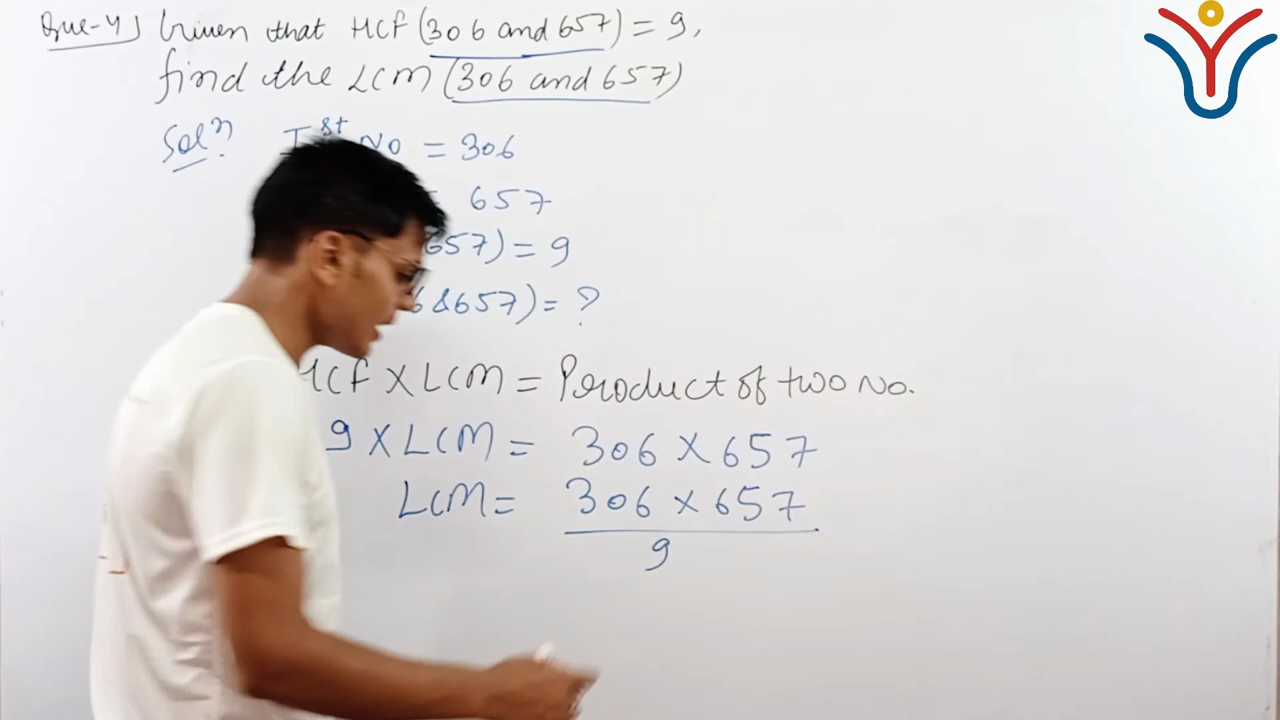 Que-4) Given that HCF (306 and 657) = 9,
find the LCM (306 and 657)
Solⁿ Iˢᵗ No = 306
657
657) = 9
6 & 657) = ?
HCF X LCM = Product of two No.
9 X LCM = 306 X 657
LCM = 306 X 657
9